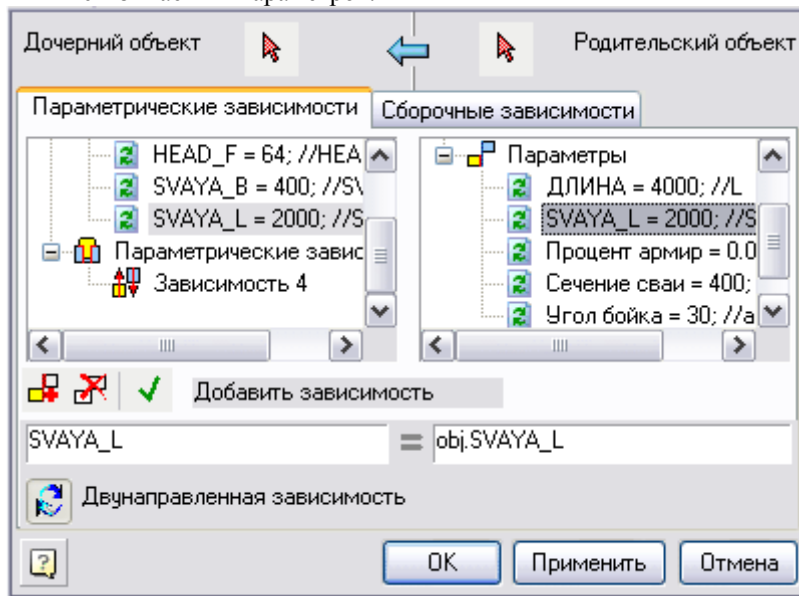 Дочерний объект
Родительский объект
Параметрические зависимости
Сборочные зависимости
HEAD_F = 64; //HEA
SVAYA_B = 400; //SV
SVAYA_L = 2000; //S
Параметрические завис
Зависимость 4
Параметры
ДЛИНА = 4000; //L
SVAYA_L = 2000; //S
Процент армир = 0.0
Сечение сваи = 400;
Угол бойка = 30; //a
Добавить зависимость
SVAYA_L = obj.SVAYA_L
Двунаправленная зависимость
OK
Применить
Отмена